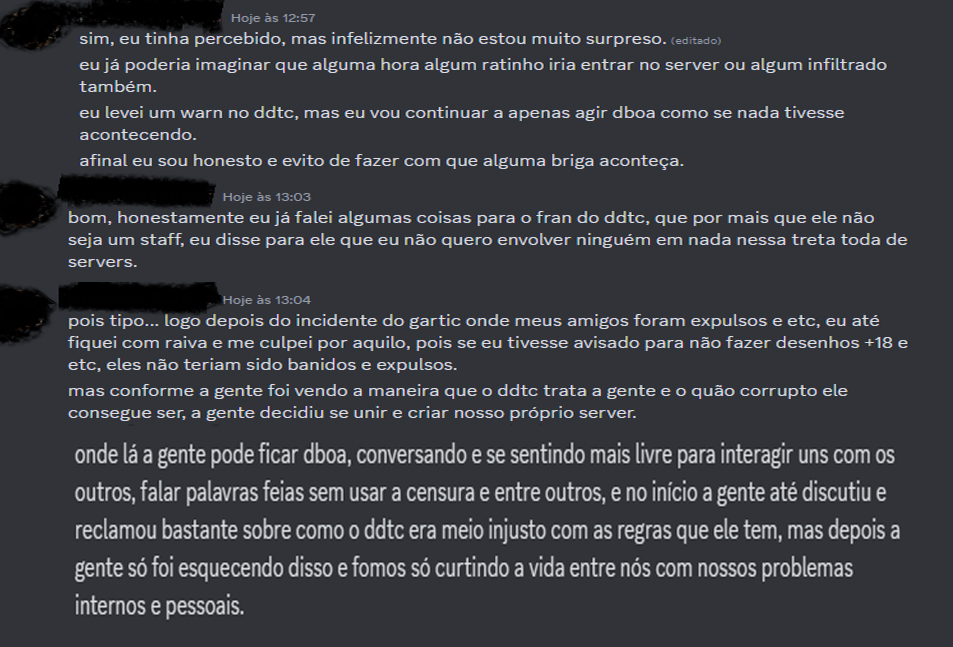 Hoje às 12:57
sim, eu tinha percebido, mas infelizmente não estou muito surpreso. (editado)
eu já poderia imaginar que alguma hora algum ratinho iria entrar no server ou algum infiltrado
também.
eu levei um warn no ddtc, mas eu vou continuar a apenas agir dboa como se nada tivesse
acontecendo.
afinal eu sou honesto e evito de fazer com que alguma briga aconteça.
Hoje às 13:03
bom, honestamente eu já falei algumas coisas para o fran do ddtc, que por mais que ele não
seja um staff, eu disse para ele que eu não quero envolver ninguém em nada nessa treta toda de
servers.
Hoje às 13:04
pois tipo... logo depois do incidente do gartic onde meus amigos foram expulsos e etc, eu até
fiquei com raiva e me culpei por aquilo, pois se eu tivesse avisado para não fazer desenhos +18 e
etc, eles não teriam sido banidos e expulsos.
mas conforme a gente foi vendo a maneira que o ddtc trata a gente e o quão corrupto ele
consegue ser, a gente decidiu se unir e criar nosso próprio server.
onde lá a gente pode ficar dboa, conversando e se sentindo mais livre para interagir uns com os
outros, falar palavras feias sem usar a censura e entre outros, e no início a gente até discutiu e
reclamou bastante sobre como o ddtc era meio injusto com as regras que ele tem, mas depois a
gente só foi esquecendo disso e fomos só curtindo a vida entre nós com nossos problemas
internos e pessoais.